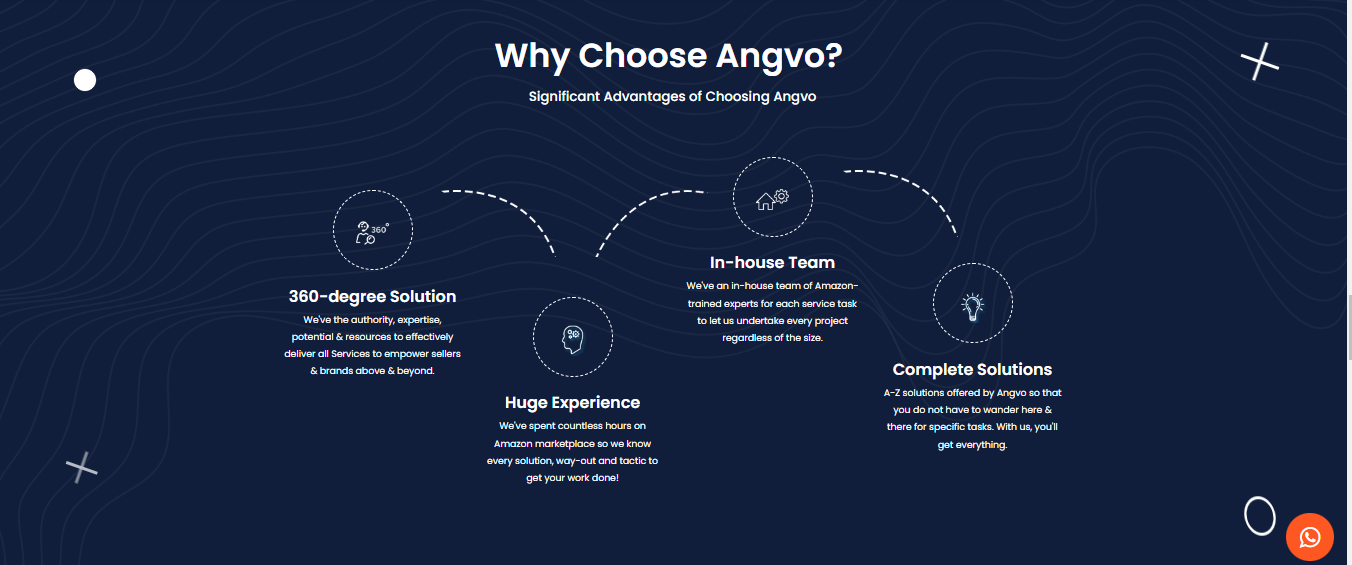 Why Choose Angvo?
Significant Advantages of Choosing Angvo
360°
360-degree Solution
We've the authority, expertise,
potential & resources to effectively
deliver all Services to empower sellers
& brands above & beyond.
Huge Experience
We've spent countless hours on
Amazon marketplace so we know
every solution, way-out and tactic to
get your work done!
In-house Team
We've an in-house team of Amazon-
trained experts for each service task
to let us undertake every project
regardless of the size.
Complete Solutions
A-Z solutions offered by Angvo so that
you do not have to wander here &
there for specific tasks. With us, you'll
get everything.